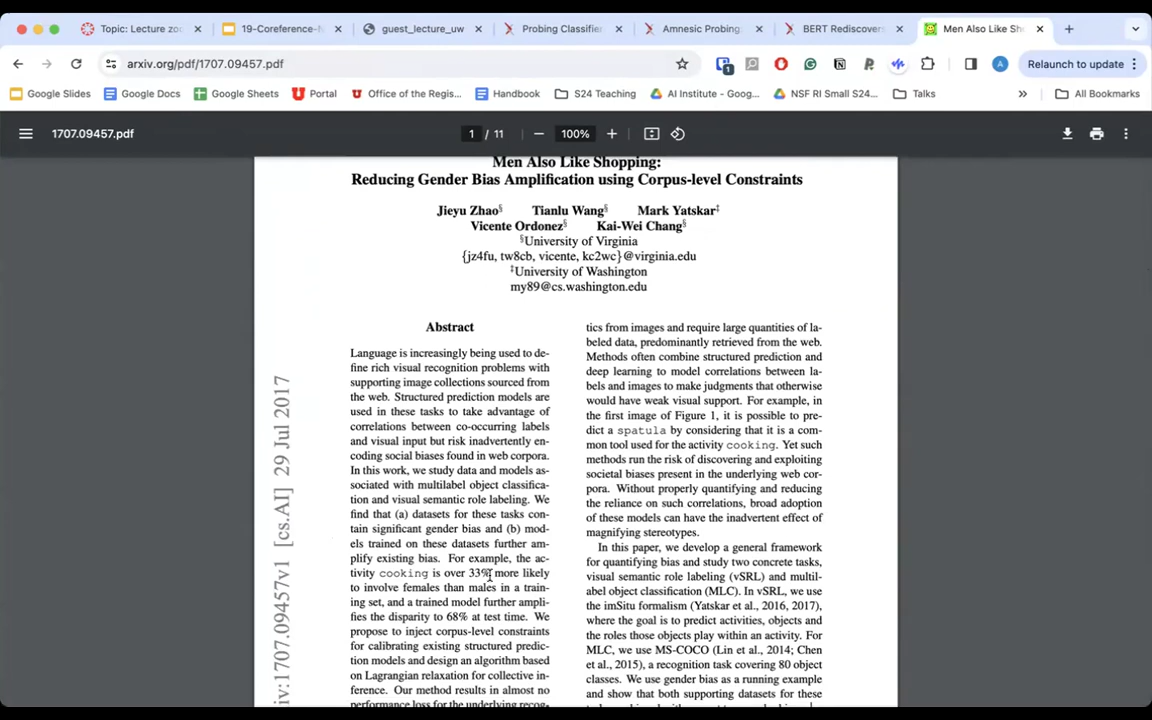 Topic: Lecture zo
19-Coreference-
guest_lecture_uw
Probing Classifier
Amnesic Probing
BERT Rediscover
Men Also Like Sho
arxiv.org/pdf/1707.09457.pdf
1
A
Relaunch to update
Google Slides
Google Docs
Google Sheets
Portal
Office of the Regis...
Handbook
S24 Teaching
AI Institute - Goog...
NSF RI Small S24...
Talks
»
All Bookmarks
1707.09457.pdf
1 / 11
100%
Men Also Like Shopping:
Reducing Gender Bias Amplification using Corpus-level Constraints
Jieyu Zhao§ Tianlu Wang§ Mark Yatskar‡
Vicente Ordonez§ Kai-Wei Chang§
§University of Virginia
{jz4fu, tw8cb, vicente, kc2wc}@virginia.edu
‡University of Washington
my89@cs.washington.edu
Abstract
Language is increasingly being used to de-
fine rich visual recognition problems with
supporting image collections sourced from
the web. Structured prediction models are
used in these tasks to take advantage of
correlations between co-occurring labels
and visual input but risk inadvertently en-
coding social biases found in web corpora.
In this work, we study data and models as-
sociated with multilabel object classifica-
tion and visual semantic role labeling. We
find that (a) datasets for these tasks con-
tain significant gender bias and (b) mod-
els trained on these datasets further am-
plify existing bias. For example, the ac-
tivity cooking is over 33% more likely
to involve females than males in a train-
ing set, and a trained model further ampli-
fies the disparity to 68% at test time. We
propose to inject corpus-level constraints
for calibrating existing structured predic-
tion models and design an algorithm based
on Lagrangian relaxation for collective in-
ference. Our method results in almost no
performance loss for the underlying recog-
tics from images and require large quantities of la-
beled data, predominantly retrieved from the web.
Methods often combine structured prediction and
deep learning to model correlations between la-
bels and images to make judgments that otherwise
would have weak visual support. For example, in
the first image of Figure 1, it is possible to pre-
dict a spatula by considering that it is a com-
mon tool used for the activity cooking. Yet such
methods run the risk of discovering and exploiting
societal biases present in the underlying web cor-
pora. Without properly quantifying and reducing
the reliance on such correlations, broad adoption
of these models can have the inadvertent effect of
magnifying stereotypes.
In this paper, we develop a general framework
for quantifying bias and study two concrete tasks,
visual semantic role labeling (vSRL) and multil-
abel object classification (MLC). In vSRL, we use
the imSitu formalism (Yatskar et al., 2016, 2017),
where the goal is to predict activities, objects and
the roles those objects play within an activity. For
MLC, we use MS-COCO (Lin et al., 2014; Chen
et al., 2015), a recognition task covering 80 object
classes. We use gender bias as a running example
and show that both supporting datasets for these
iv:1707.09457v1 [cs.AI] 29 Jul 2017